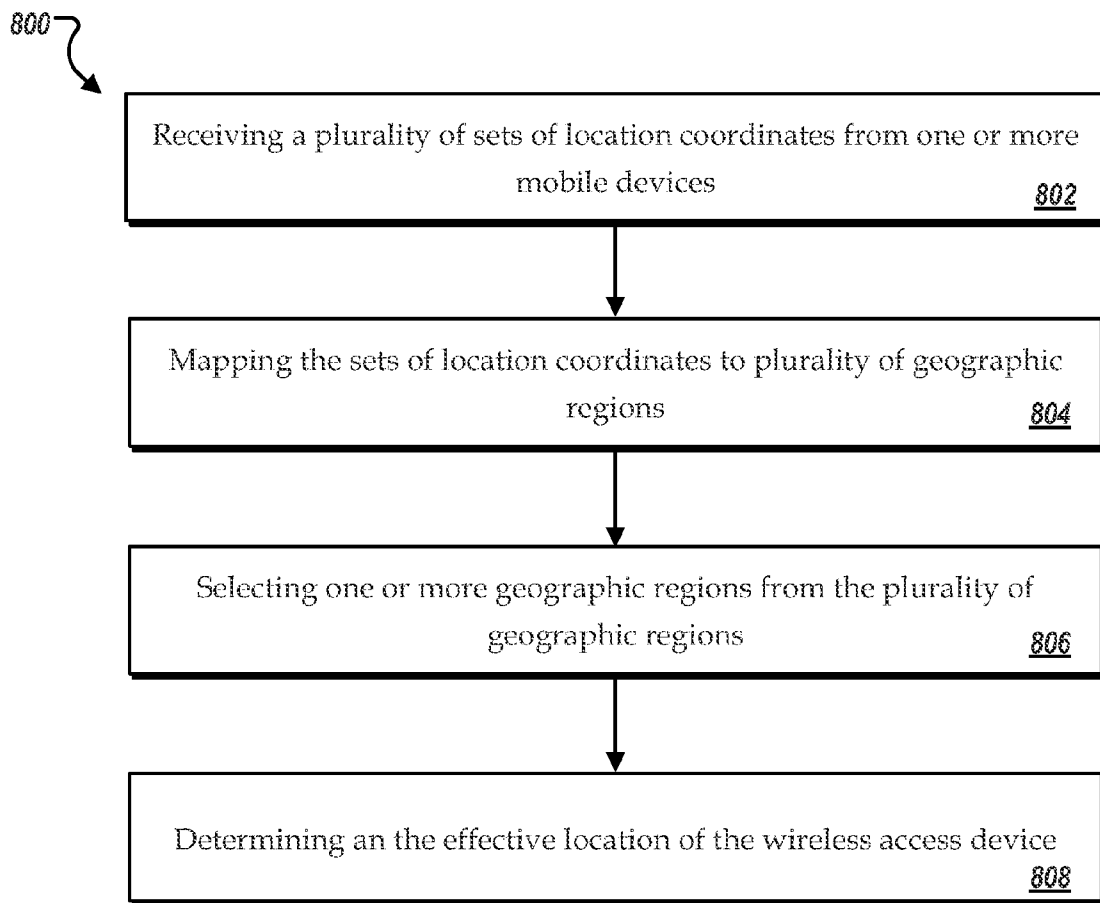 800
Receiving a plurality of sets of location coordinates from one or more
mobile devices
802
Mapping the sets of location coordinates to plurality of geographic
regions
804
Selecting one or more geographic regions from the plurality of
geographic regions
806
Determining an the effective location of the wireless access device
808